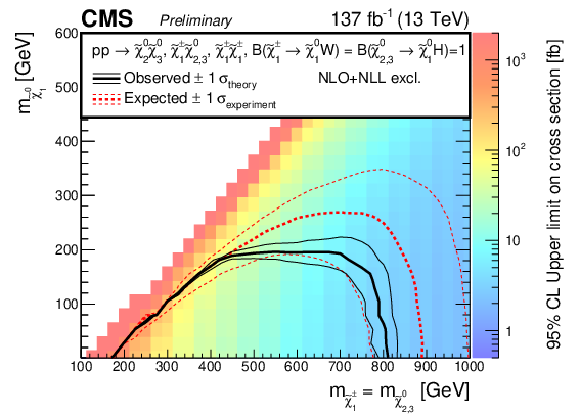 CMS Preliminary 137 fb⁻¹ (13 TeV)
pp → χ̃⁰₂χ̃⁰₃, χ̃±₁χ̃⁰₂,₃, χ̃±₁χ̃±₁, B(χ̃±₁ → χ̃⁰₁W) = B(χ̃⁰₂,₃ → χ̃⁰₁H)=1
Observed ± 1 σtheory NLO+NLL excl.
Expected ± 1 σexperiment
m χ̃⁰₁ [GeV]
600
500
400
300
200
100
100 200 300 400 500 600 700 800 900 1000
m χ̃±₁ = m χ̃⁰₂,₃ [GeV]
10³
10²
10
1
95% CL Upper limit on cross section [fb]